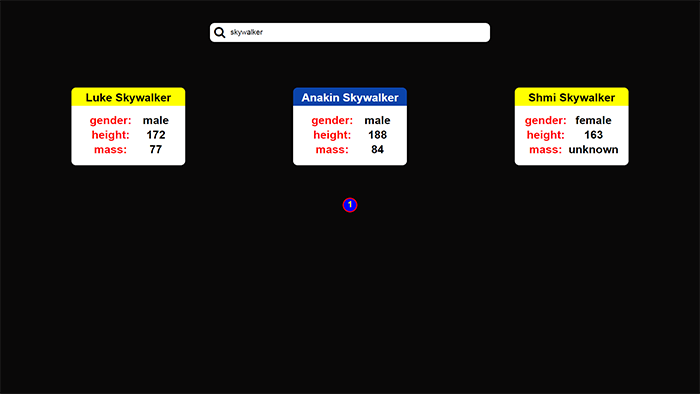 skywalker
Luke Skywalker
gender: male
height: 172
mass: 77
Anakin Skywalker
gender: male
height: 188
mass: 84
Shmi Skywalker
gender: female
height: 163
mass: unknown
1